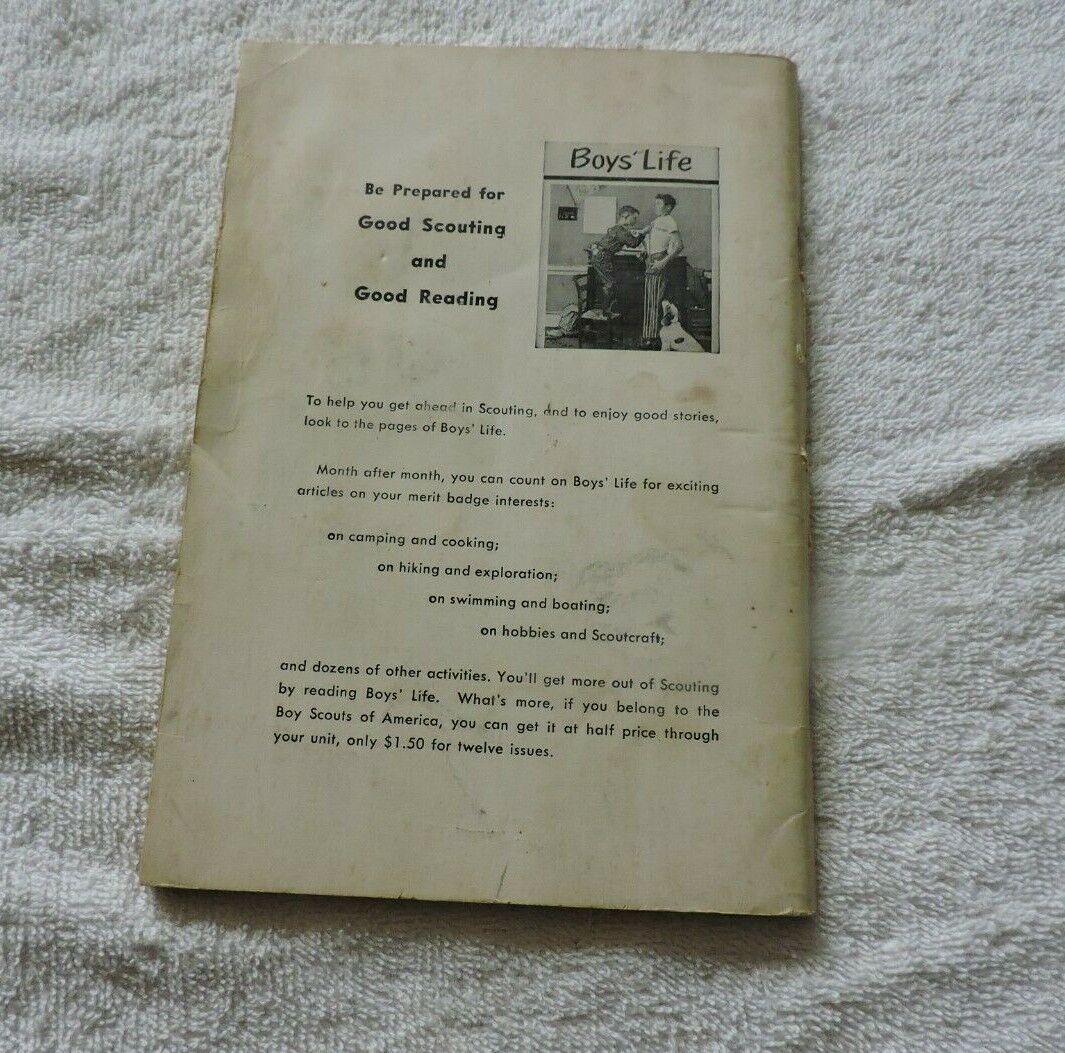 Be Prepared for
Good Scouting
and
Good Reading
Boys' Life
To help you get ahead in Scouting, and to enjoy good stories,
look to the pages of Boys' Life.
Month after month, you can count on Boys' Life for exciting
articles on your merit badge interests:
on camping and cooking;
on hiking and exploration;
on swimming and boating;
on hobbies and Scoutcraft;
and dozens of other activities. You'll get more out of Scouting
by reading Boys' Life. What's more, if you belong to the
Boy Scouts of America, you can get it at half price through
your unit, only $1.50 for twelve issues.